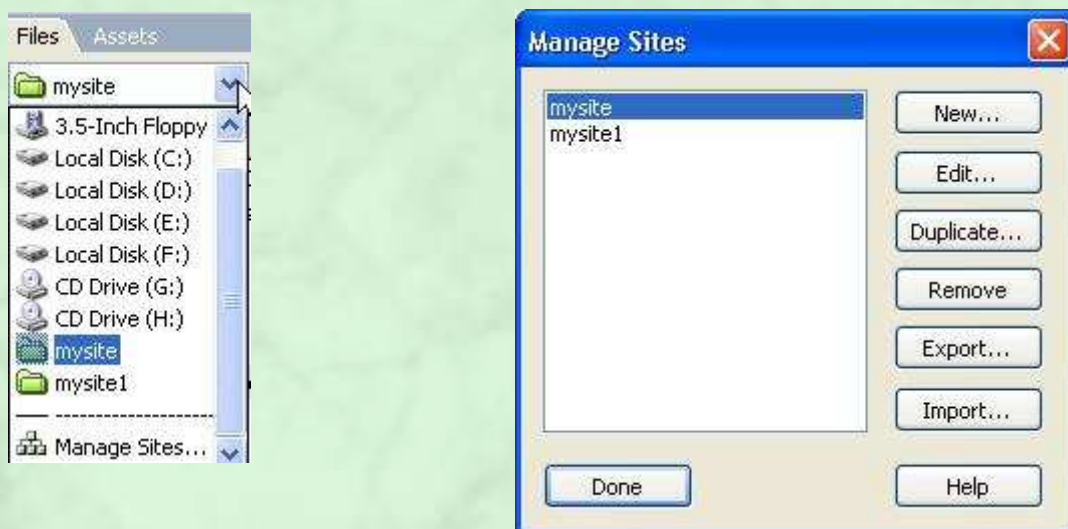 Files Assets
mysite
3.5-Inch Floppy
Local Disk (C:)
Local Disk (D:)
Local Disk (E:)
Local Disk (F:)
CD Drive (G:)
CD Drive (H:)
mysite
mysite1
Manage Sites...
Manage Sites
mysite
mysite1
New...
Edit...
Duplicate...
Remove
Export...
Import...
Done
Help